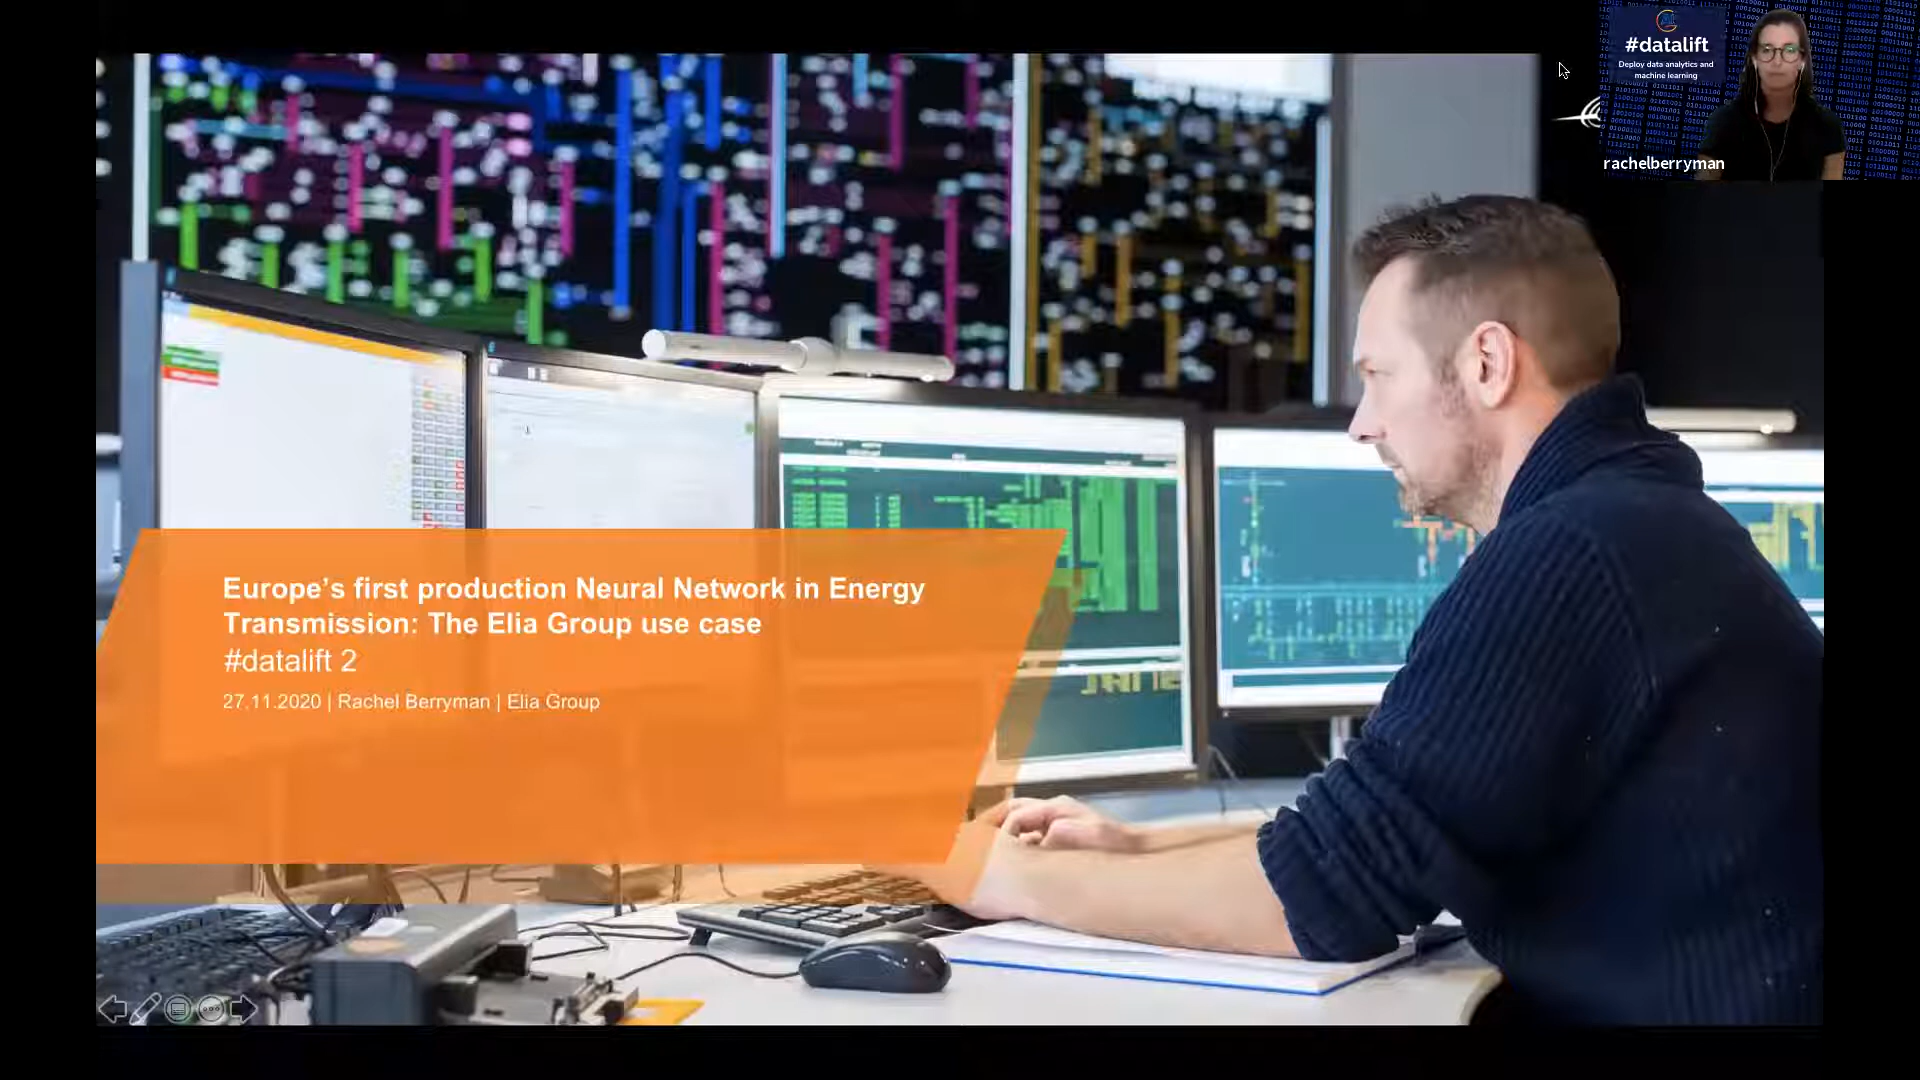 #datalift
Deploy data analytics and
machine learning
rachelberryman
Europe’s first production Neural Network in Energy
Transmission: The Elia Group use case
#datalift 2
27.11.2020 | Rachel Berryman | Elia Group